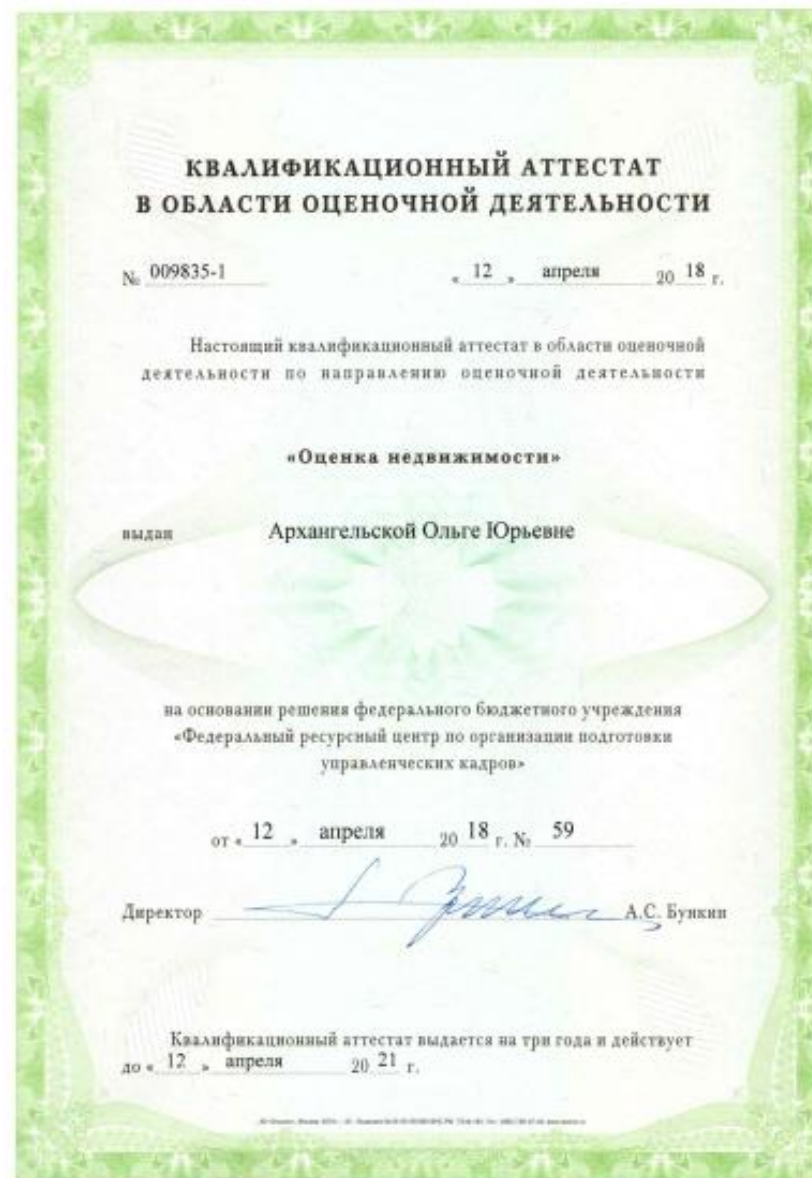 КВАЛИФИКАЦИОННЫЙ АТТЕСТАТ
В ОБЛАСТИ ОЦЕНОЧНОЙ ДЕЯТЕЛЬНОСТИ
№ 009835-1 « 12 » апреля 20 18 г.
Настоящий квалификационный аттестат в области оценочной
деятельности по направлению оценочной деятельности
«Оценка недвижимости»
выдан Архангельской Ольге Юрьевне
на основании решения федерального бюджетного учреждения
«Федеральный ресурсный центр по организации подготовки
управленческих кадров»
от « 12 » апреля 20 18 г. № 59
Директор А.С. Бункин
Квалификационный аттестат выдается на три года и действует
до « 12 » апреля 20 21 г.